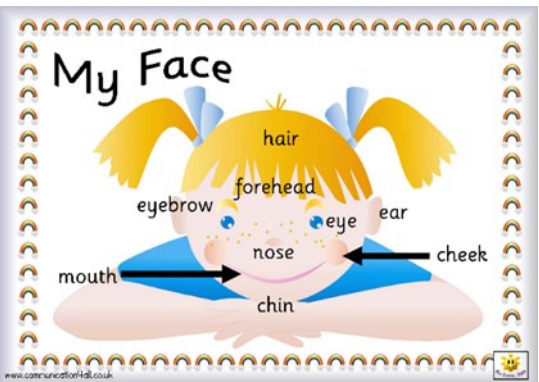 My Face
hair
forehead
eyebrow
eye
ear
nose
cheek
mouth
chin
www.communication4all.co.uk